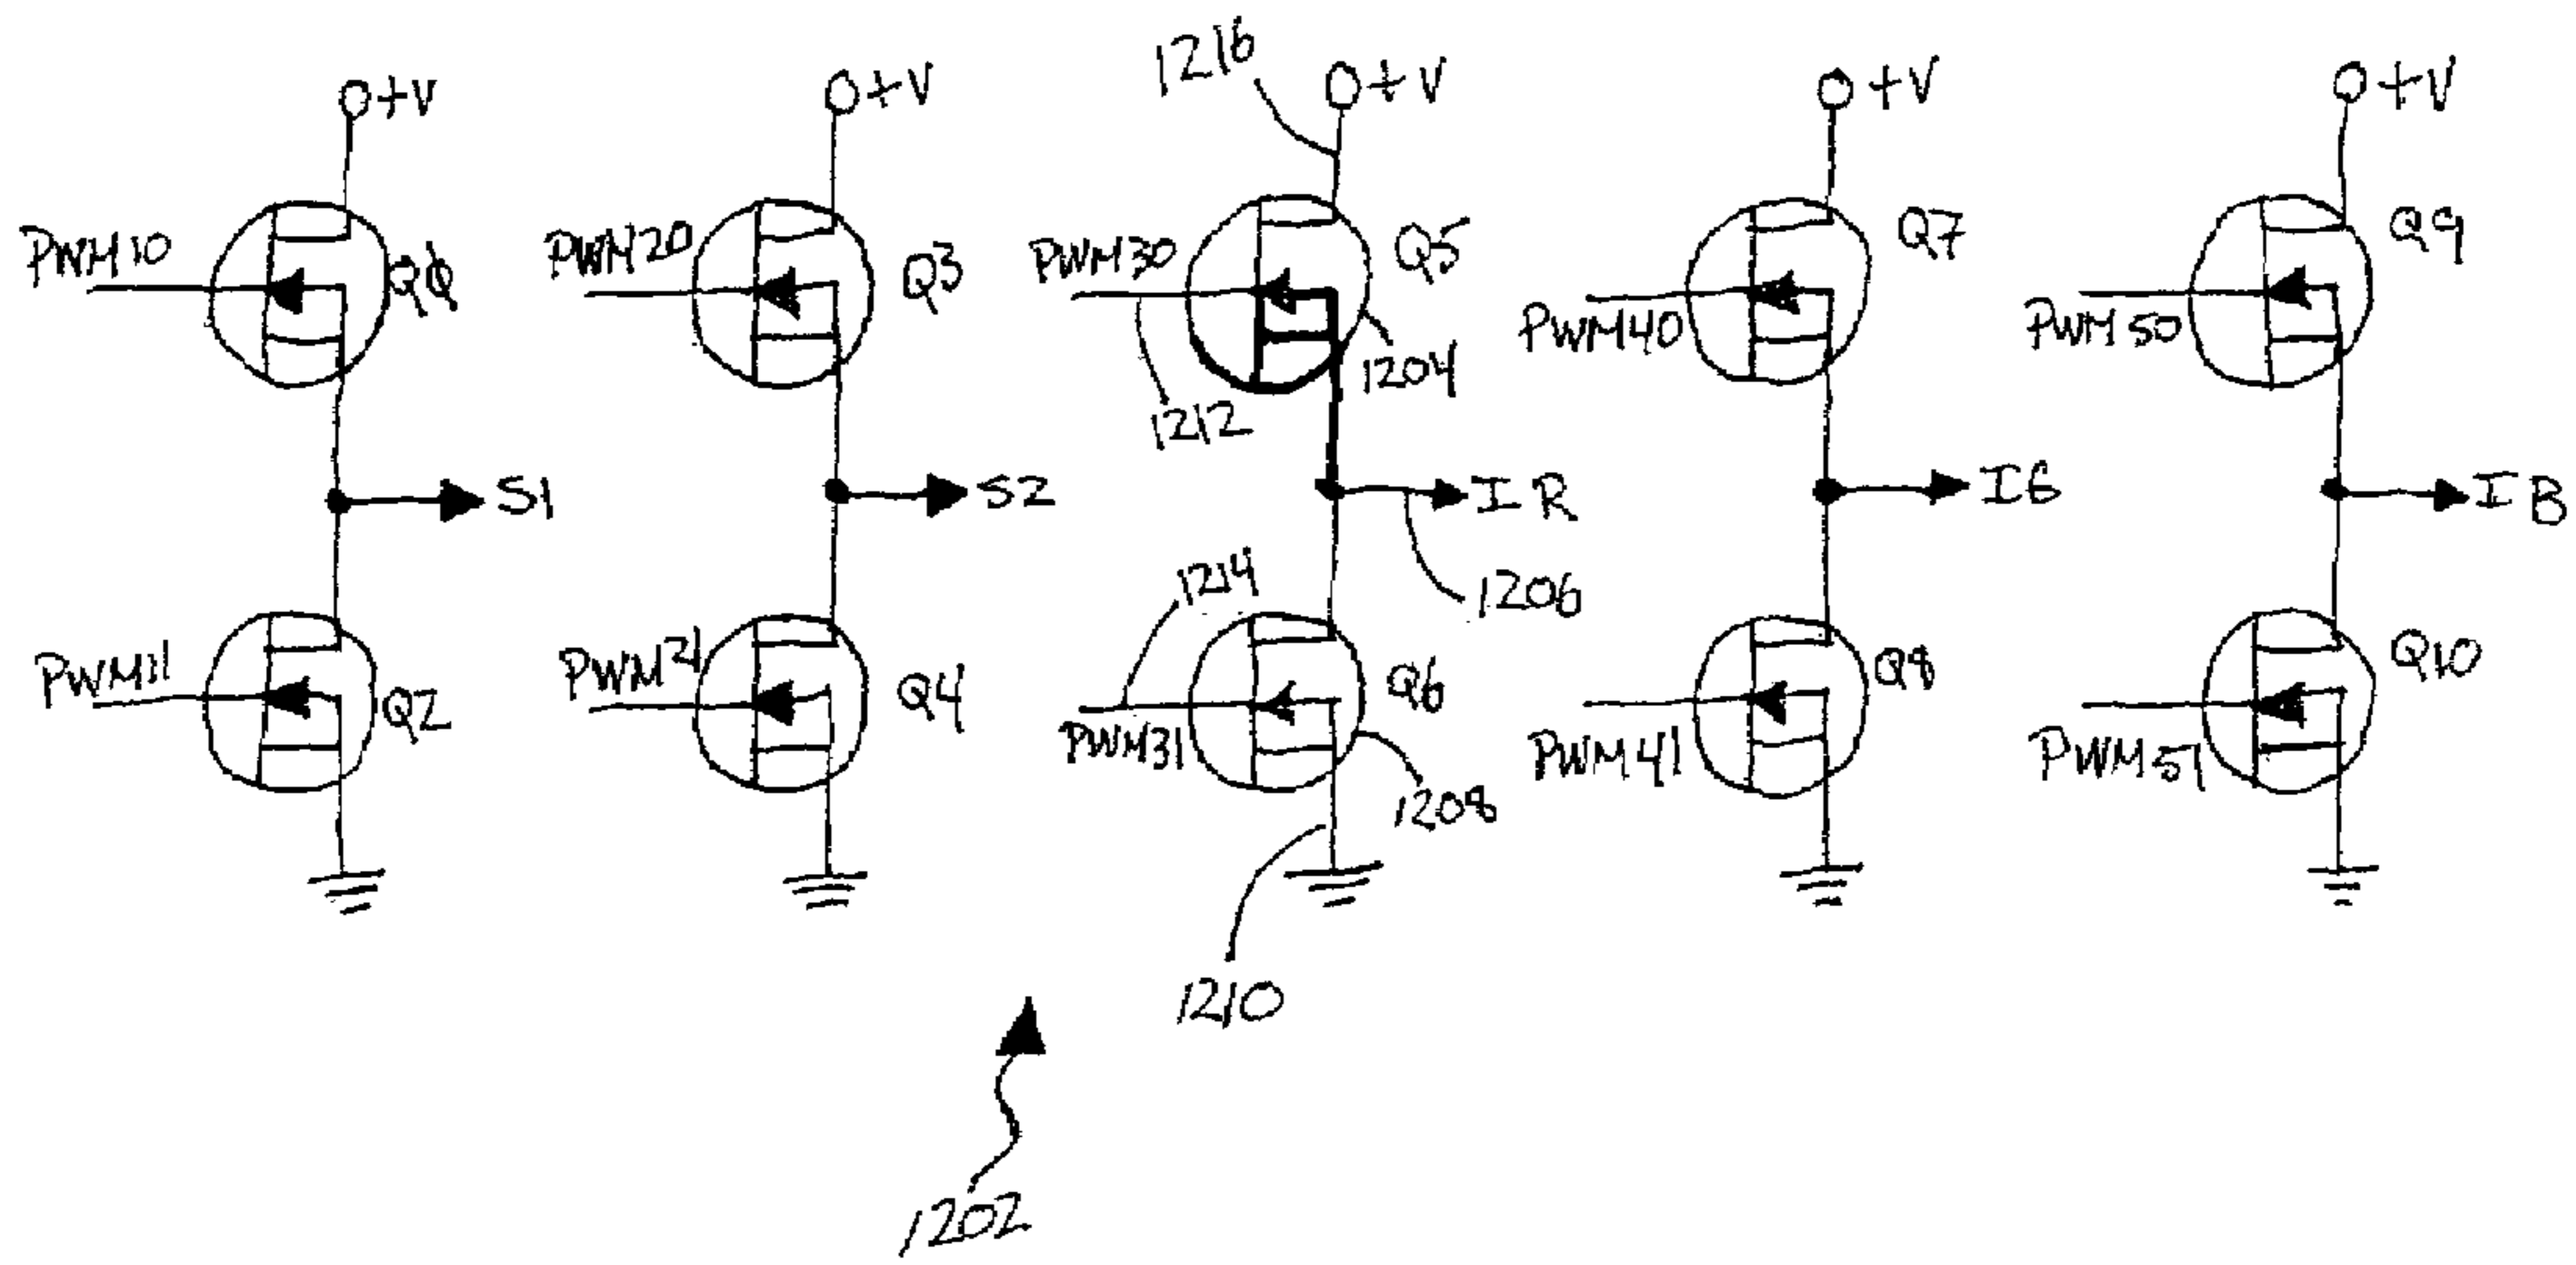 1216
O+V O+V O+V O+V O+V
PWM10 PWM20 Q3 PWM30 Q5 Q7 Q9
PWM40 PWM50
1204
1212
S1 S2 IR IG IB
1214 1206
PWM11 Q2 PWM21 Q4 Q6 Q8 Q10
PWM31 PWM41 PWM51
1208
1210
1202